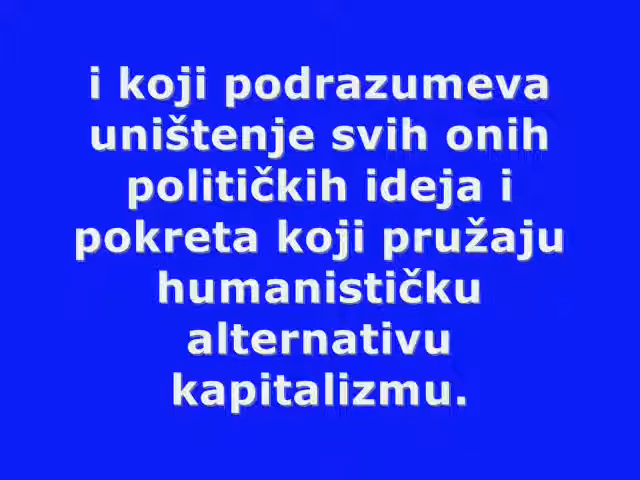 i koji podrazumeva
uništenje svih onih
političkih ideja i
pokreta koji pružaju
humanističku
alternativu
kapitalizmu.